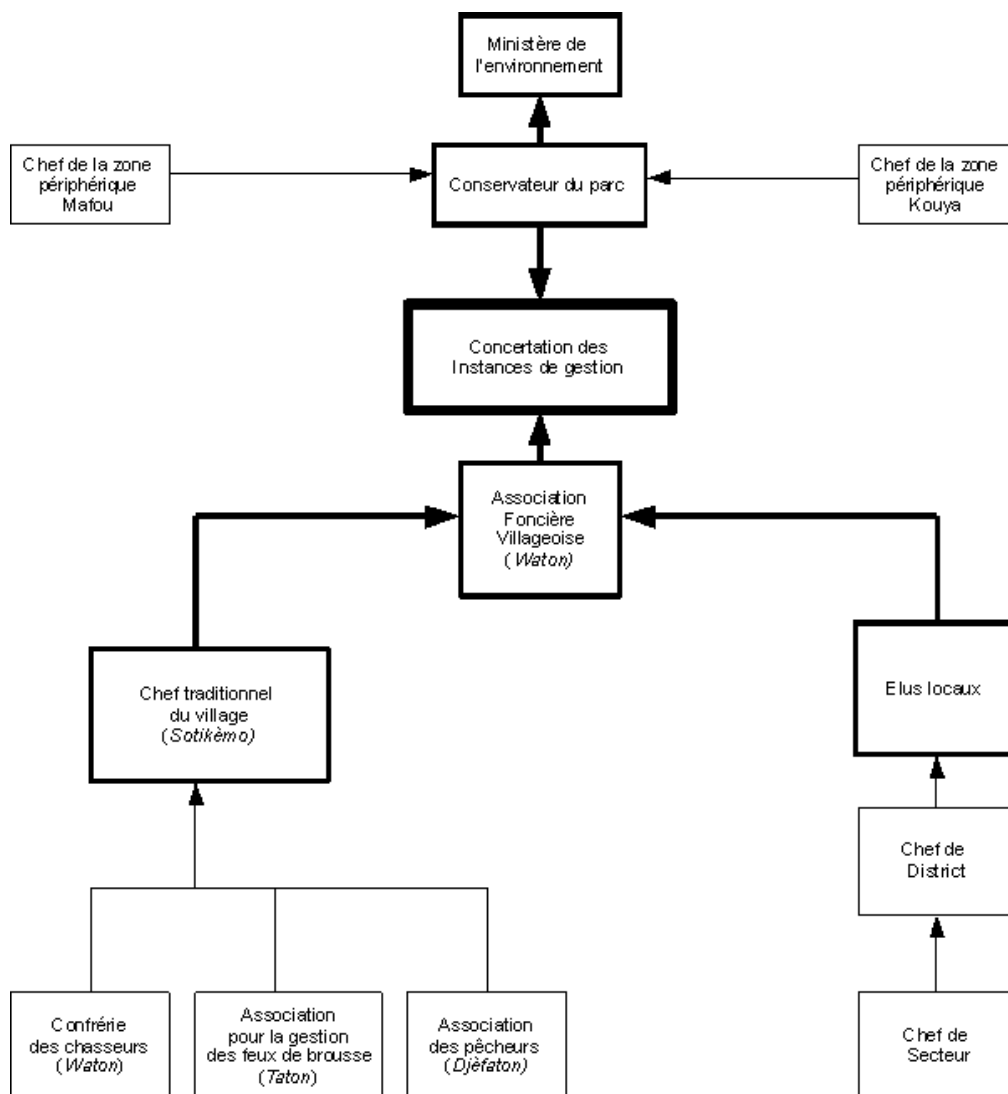 Ministère de
l'environnement
Chef de la zone
périphérique
Mafou
Conservateur du parc
Chef de la zone
périphérique
Kouya
Concertation des
Instances de gestion
Association
Foncière
Villageoise
(Waton)
Chef traditionnel
du village
(Sotikèmo)
Elus locaux
Chef de
District
Confrérie
des chasseurs
(Waton)
Association
pour la gestion
des feux de brousse
(Taton)
Association
des pêcheurs
(Djèfaton)
Chef de
Secteur